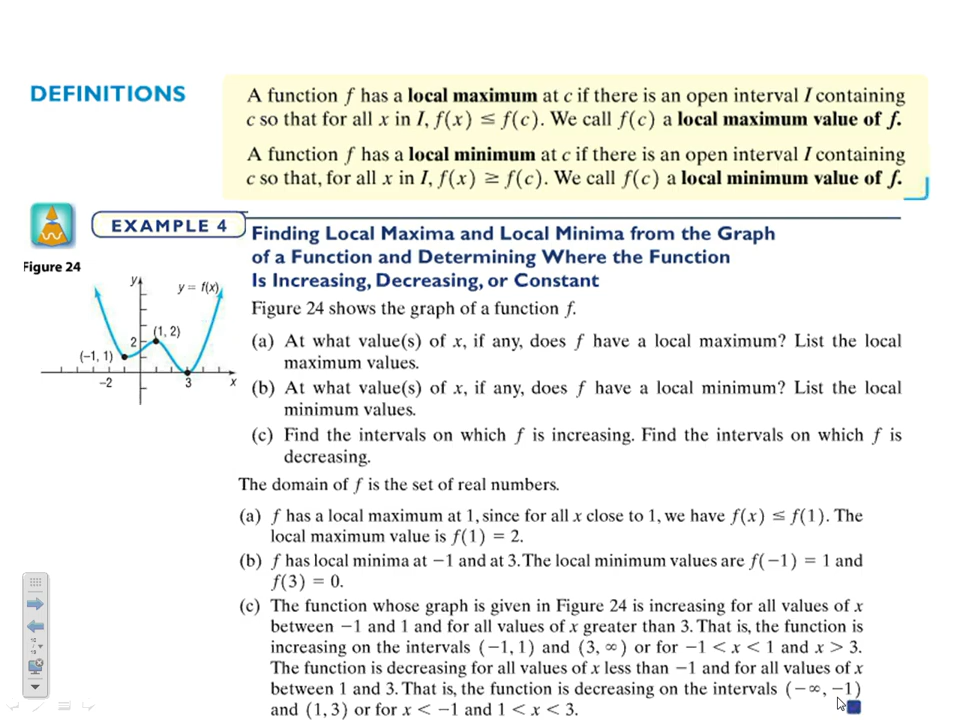 DEFINITIONS
A function f has a local maximum at c if there is an open interval I containing
c so that for all x in I, f(x) ≤ f(c). We call f(c) a local maximum value of f.
A function f has a local minimum at c if there is an open interval I containing
c so that, for all x in I, f(x) ≥ f(c). We call f(c) a local minimum value of f.
EXAMPLE 4
Finding Local Maxima and Local Minima from the Graph
of a Function and Determining Where the Function
Is Increasing, Decreasing, or Constant
Figure 24
y
y = f(x)
(1, 2)
2
(−1, 1)
−2
3
x
Figure 24 shows the graph of a function f.
(a) At what value(s) of x, if any, does f have a local maximum? List the local
maximum values.
(b) At what value(s) of x, if any, does f have a local minimum? List the local
minimum values.
(c) Find the intervals on which f is increasing. Find the intervals on which f is
decreasing.
The domain of f is the set of real numbers.
(a) f has a local maximum at 1, since for all x close to 1, we have f(x) ≤ f(1). The
local maximum value is f(1) = 2.
(b) f has local minima at −1 and at 3. The local minimum values are f(−1) = 1 and
f(3) = 0.
(c) The function whose graph is given in Figure 24 is increasing for all values of x
between −1 and 1 and for all values of x greater than 3. That is, the function is
increasing on the intervals (−1, 1) and (3, ∞) or for −1 < x < 1 and x > 3.
The function is decreasing for all values of x less than −1 and for all values of x
between 1 and 3. That is, the function is decreasing on the intervals (−∞, −1)
and (1, 3) or for x < −1 and 1 < x < 3.